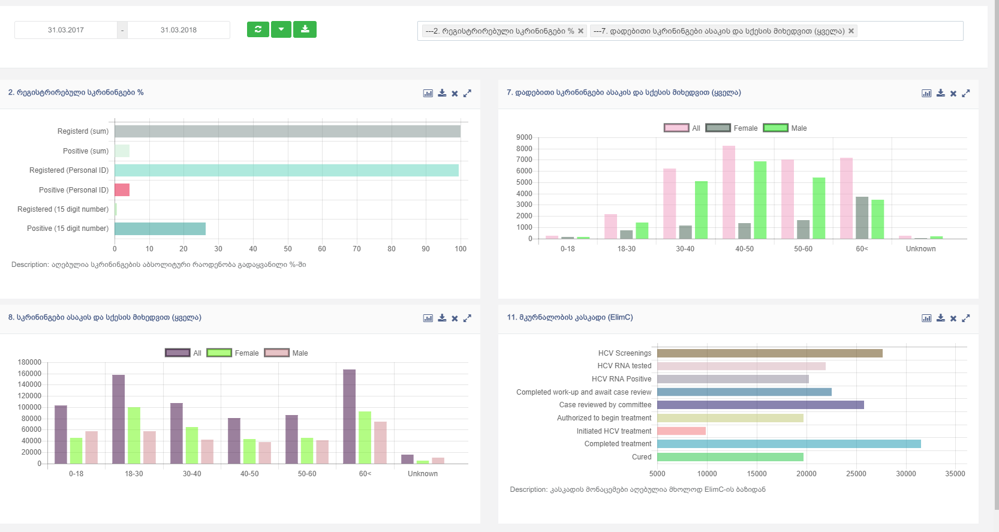 31.03.2017 - 31.03.2018
---2. რეგისტრირებული სკრინინგები % ---7. დადებითი სკრინინგები ასაკის და სქესის მიხედვით (ყველა)
2. რეგისტრირებული სკრინინგები %
Registerd (sum)
Positive (sum)
Registered (Personal ID)
Positive (Personal ID)
Registered (15 digit number)
Positive (15 digit number)
0 10 20 30 40 50 60 70 80 90 100
Description: აღებულია სკრინინგების აბსოლიტური რაოდენობა გადაყვანილი %-ში
7. დადებითი სკრინინგები ასაკის და სქესის მიხედვით (ყველა)
All Female Male
9000
8000
7000
6000
5000
4000
3000
2000
1000
0
0-18 18-30 30-40 40-50 50-60 60< Unknown
8. სკრინინგები ასაკის და სქესის მიხედვით (ყველა)
All Female Male
180000
160000
140000
120000
100000
80000
60000
40000
20000
0
0-18 18-30 30-40 40-50 50-60 60< Unknown
11. მკურნალობის კასკადი (ElimC)
HCV Screenings
HCV RNA tested
HCV RNA Positive
Completed work-up and await case review
Case reviewed by committee
Authorized to begin treatment
Initiated HCV treatment
Completed treatment
Cured
5000 10000 15000 20000 25000 30000 35000
Description: კასკადის მონაცემები აღებულია მხოლოდ ElimC-ის ბაზიდან